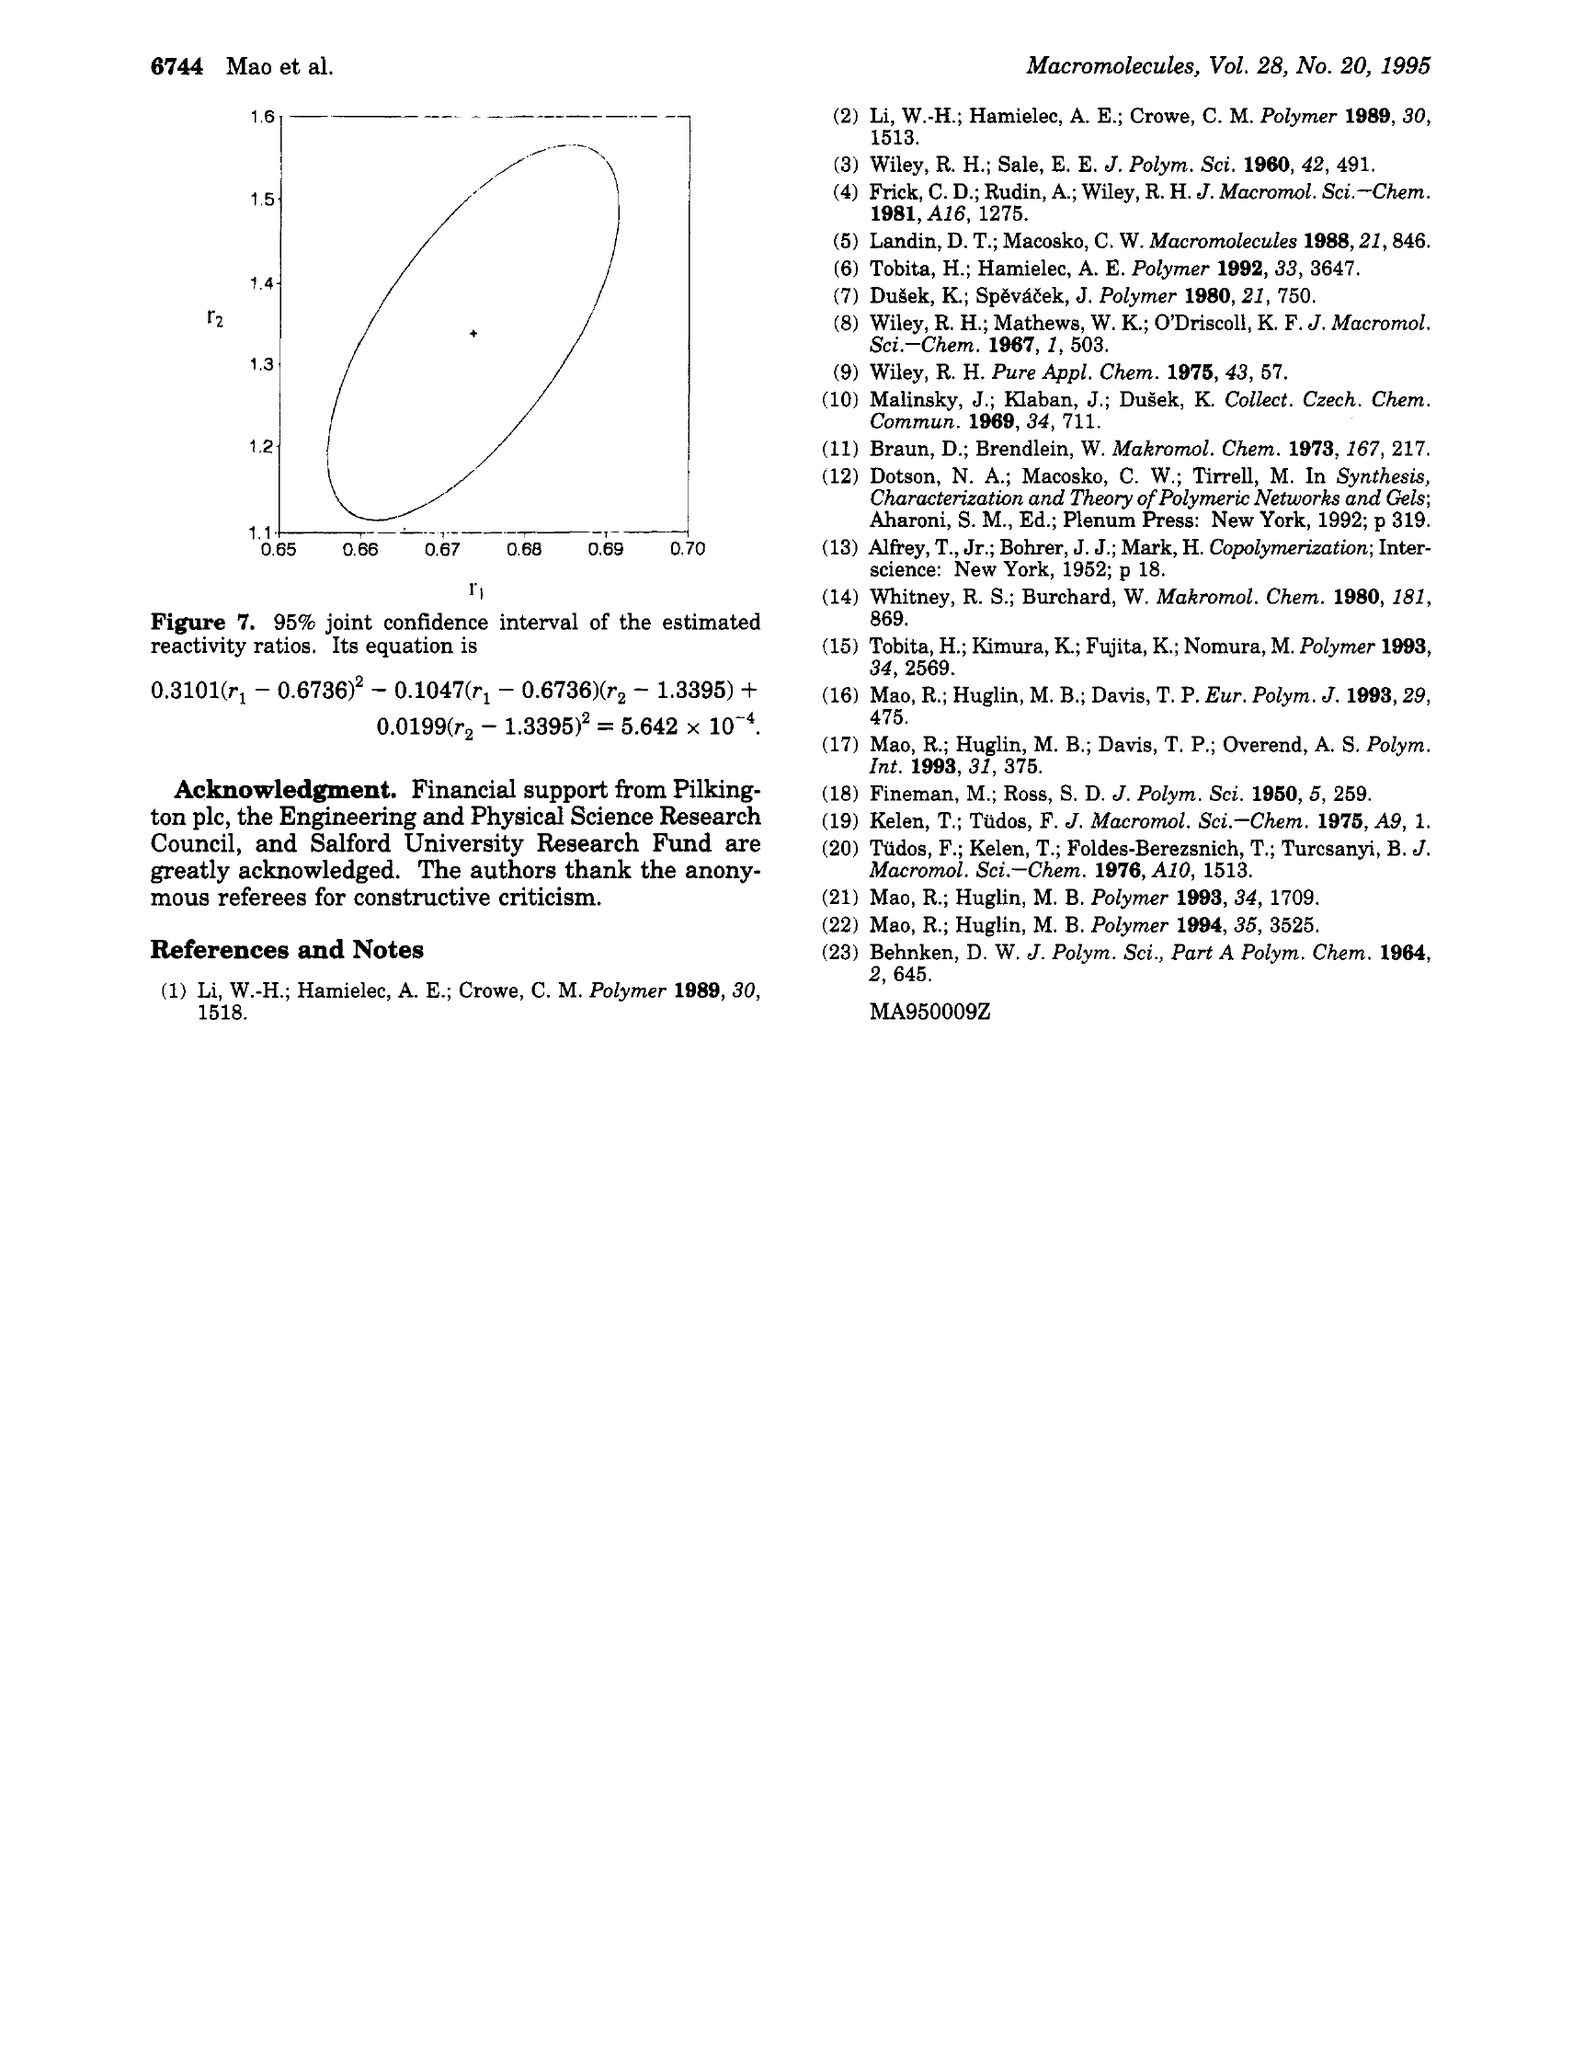 6744 Mao et al.
Macromolecules, Vol. 28, No. 20, 1995
1.6
1.5
1.4
r2
1.3
1.2
1.1
0.65 0.66 0.67 0.68 0.69 0.70
r1
Figure 7. 95% joint confidence interval of the estimated
reactivity ratios. Its equation is
0.3101(r₁ − 0.6736)² − 0.1047(r₁ − 0.6736)(r₂ − 1.3395) +
0.0199(r₂ − 1.3395)² = 5.642 × 10⁻⁴.
Acknowledgment. Financial support from Pilking-
ton plc, the Engineering and Physical Science Research
Council, and Salford University Research Fund are
greatly acknowledged. The authors thank the anony-
mous referees for constructive criticism.
References and Notes
(1) Li, W.-H.; Hamielec, A. E.; Crowe, C. M. Polymer 1989, 30,
1518.
(2) Li, W.-H.; Hamielec, A. E.; Crowe, C. M. Polymer 1989, 30,
1513.
(3) Wiley, R. H.; Sale, E. E. J. Polym. Sci. 1960, 42, 491.
(4) Frick, C. D.; Rudin, A.; Wiley, R. H. J. Macromol. Sci.—Chem.
1981, A16, 1275.
(5) Landin, D. T.; Macosko, C. W. Macromolecules 1988, 21, 846.
(6) Tobita, H.; Hamielec, A. E. Polymer 1992, 33, 3647.
(7) Dušek, K.; Spěváček, J. Polymer 1980, 21, 750.
(8) Wiley, R. H.; Mathews, W. K.; O'Driscoll, K. F. J. Macromol.
Sci.—Chem. 1967, 1, 503.
(9) Wiley, R. H. Pure Appl. Chem. 1975, 43, 57.
(10) Malinsky, J.; Klaban, J.; Dušek, K. Collect. Czech. Chem.
Commun. 1969, 34, 711.
(11) Braun, D.; Brendlein, W. Makromol. Chem. 1973, 167, 217.
(12) Dotson, N. A.; Macosko, C. W.; Tirrell, M. In Synthesis,
Characterization and Theory of Polymeric Networks and Gels;
Aharoni, S. M., Ed.; Plenum Press: New York, 1992; p 319.
(13) Alfrey, T., Jr.; Bohrer, J. J.; Mark, H. Copolymerization; Inter-
science: New York, 1952; p 18.
(14) Whitney, R. S.; Burchard, W. Makromol. Chem. 1980, 181,
869.
(15) Tobita, H.; Kimura, K.; Fujita, K.; Nomura, M. Polymer 1993,
34, 2569.
(16) Mao, R.; Huglin, M. B.; Davis, T. P. Eur. Polym. J. 1993, 29,
475.
(17) Mao, R.; Huglin, M. B.; Davis, T. P.; Overend, A. S. Polym.
Int. 1993, 31, 375.
(18) Fineman, M.; Ross, S. D. J. Polym. Sci. 1950, 5, 259.
(19) Kelen, T.; Tüdos, F. J. Macromol. Sci.—Chem. 1975, A9, 1.
(20) Tüdos, F.; Kelen, T.; Foldes-Berezsnich, T.; Turcsanyi, B. J.
Macromol. Sci.—Chem. 1976, A10, 1513.
(21) Mao, R.; Huglin, M. B. Polymer 1993, 34, 1709.
(22) Mao, R.; Huglin, M. B. Polymer 1994, 35, 3525.
(23) Behnken, D. W. J. Polym. Sci., Part A Polym. Chem. 1964,
2, 645.
MA950009Z